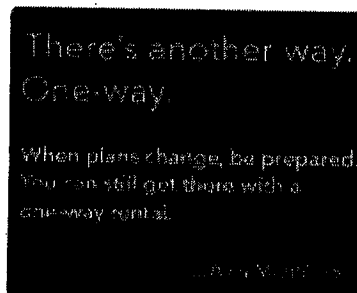 There's another way.
One-way.
When plans change, be prepared.
You can still get there with a
one-way rental.